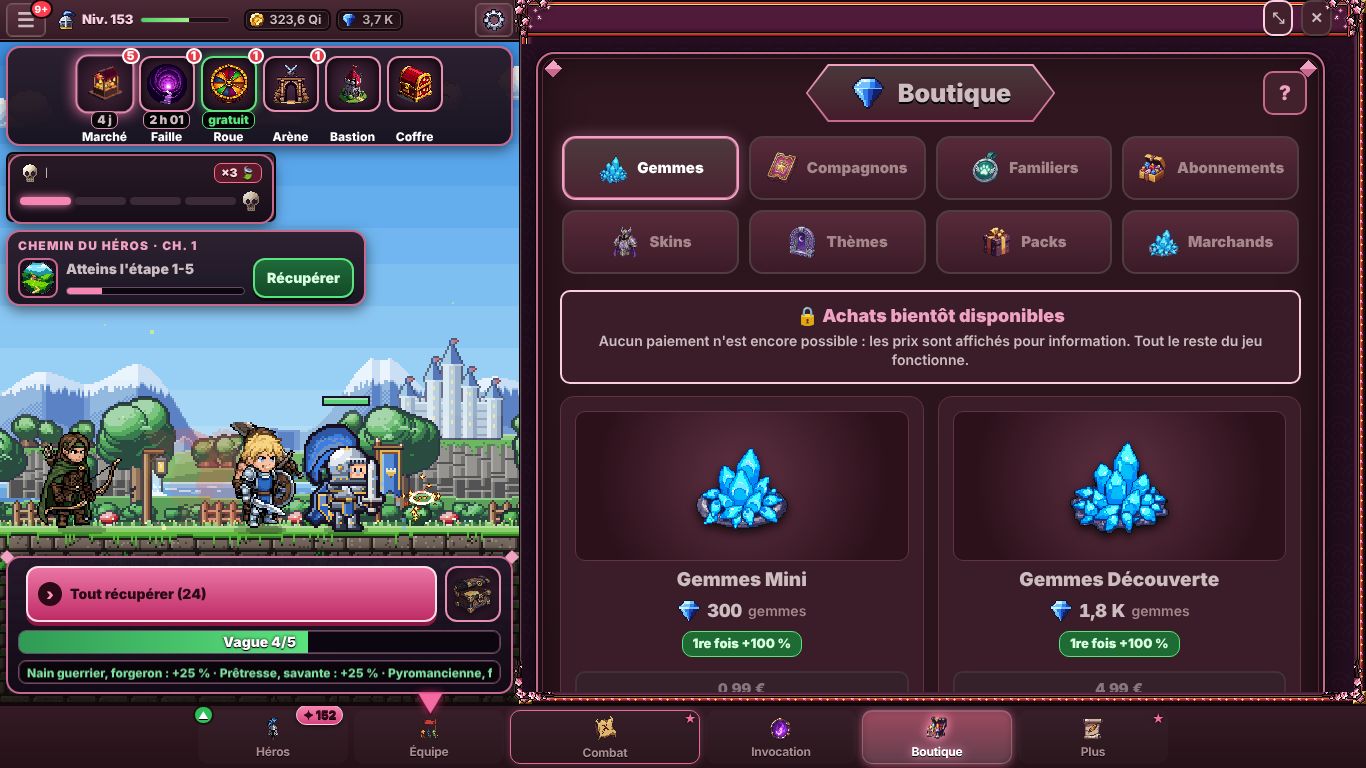 9+
Niv. 153
323,6 Qi
3,7 K
5
1
1
1
4 j
2 h 01
gratuit
Marché
Faille
Roue
Arène
Bastion
Coffre
×3
CHEMIN DU HÉROS · CH. 1
Atteins l'étape 1-5
Récupérer
Tout récupérer (24)
Vague 4/5
Nain guerrier, forgeron : +25 % · Prêtresse, savante : +25 % · Pyromancienne, f
Boutique
?
Gemmes
Compagnons
Familiers
Abonnements
Skins
Thèmes
Packs
Marchands
Achats bientôt disponibles
Aucun paiement n'est encore possible : les prix sont affichés pour information. Tout le reste du jeu
fonctionne.
Gemmes Mini
300 gemmes
1re fois +100 %
0,99 €
Gemmes Découverte
1,8 K gemmes
1re fois +100 %
4,99 €
152
Héros
Équipe
Combat
Invocation
Boutique
Plus